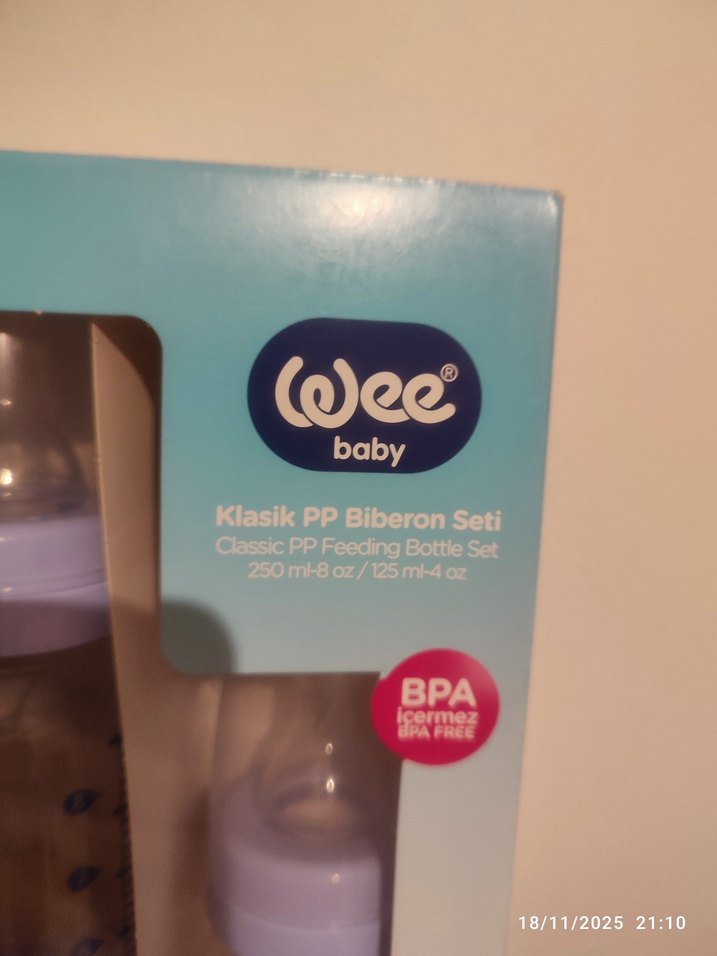 Wee®
baby
Klasik PP Biberon Seti
Classic PP Feeding Bottle Set
250 ml-8 oz / 125 ml-4 oz
BPA
içermez
BPA FREE
18/11/2025 21:10